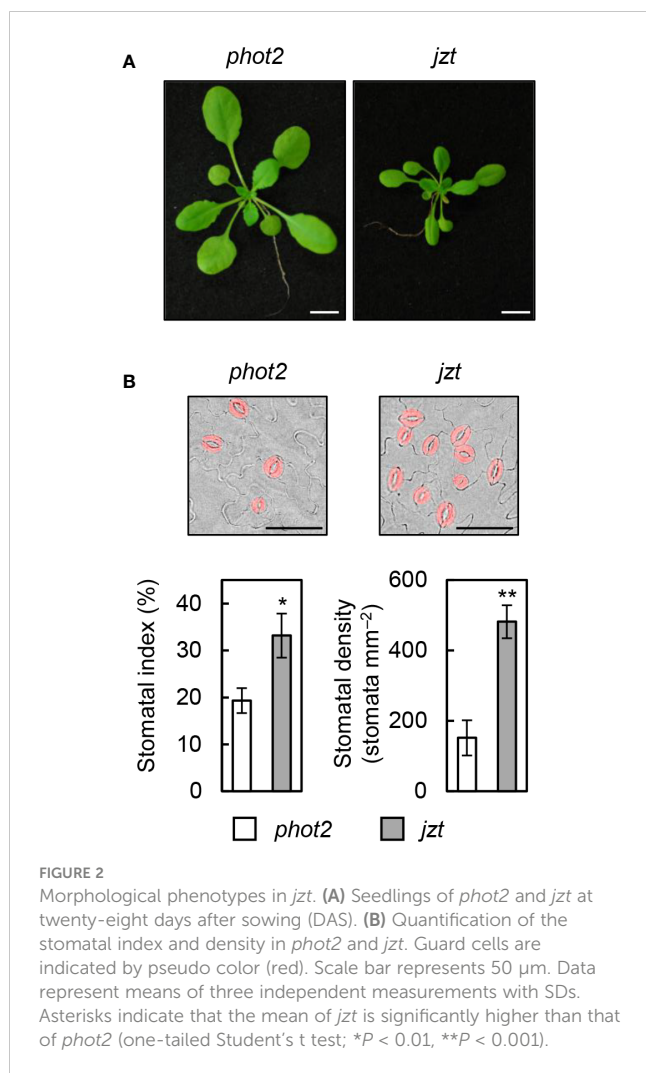 A
phot2
jzt
B
phot2
jzt
Stomatal index (%)
40
30
20
10
0
*
Stomatal density
(stomata mm⁻²)
600
400
200
0
**
phot2
jzt
FIGURE 2
Morphological phenotypes in jzt. (A) Seedlings of phot2 and jzt at
twenty-eight days after sowing (DAS). (B) Quantification of the
stomatal index and density in phot2 and jzt. Guard cells are
indicated by pseudo color (red). Scale bar represents 50 µm. Data
represent means of three independent measurements with SDs.
Asterisks indicate that the mean of jzt is significantly higher than that
of phot2 (one-tailed Student's t test; *P < 0.01, **P < 0.001).